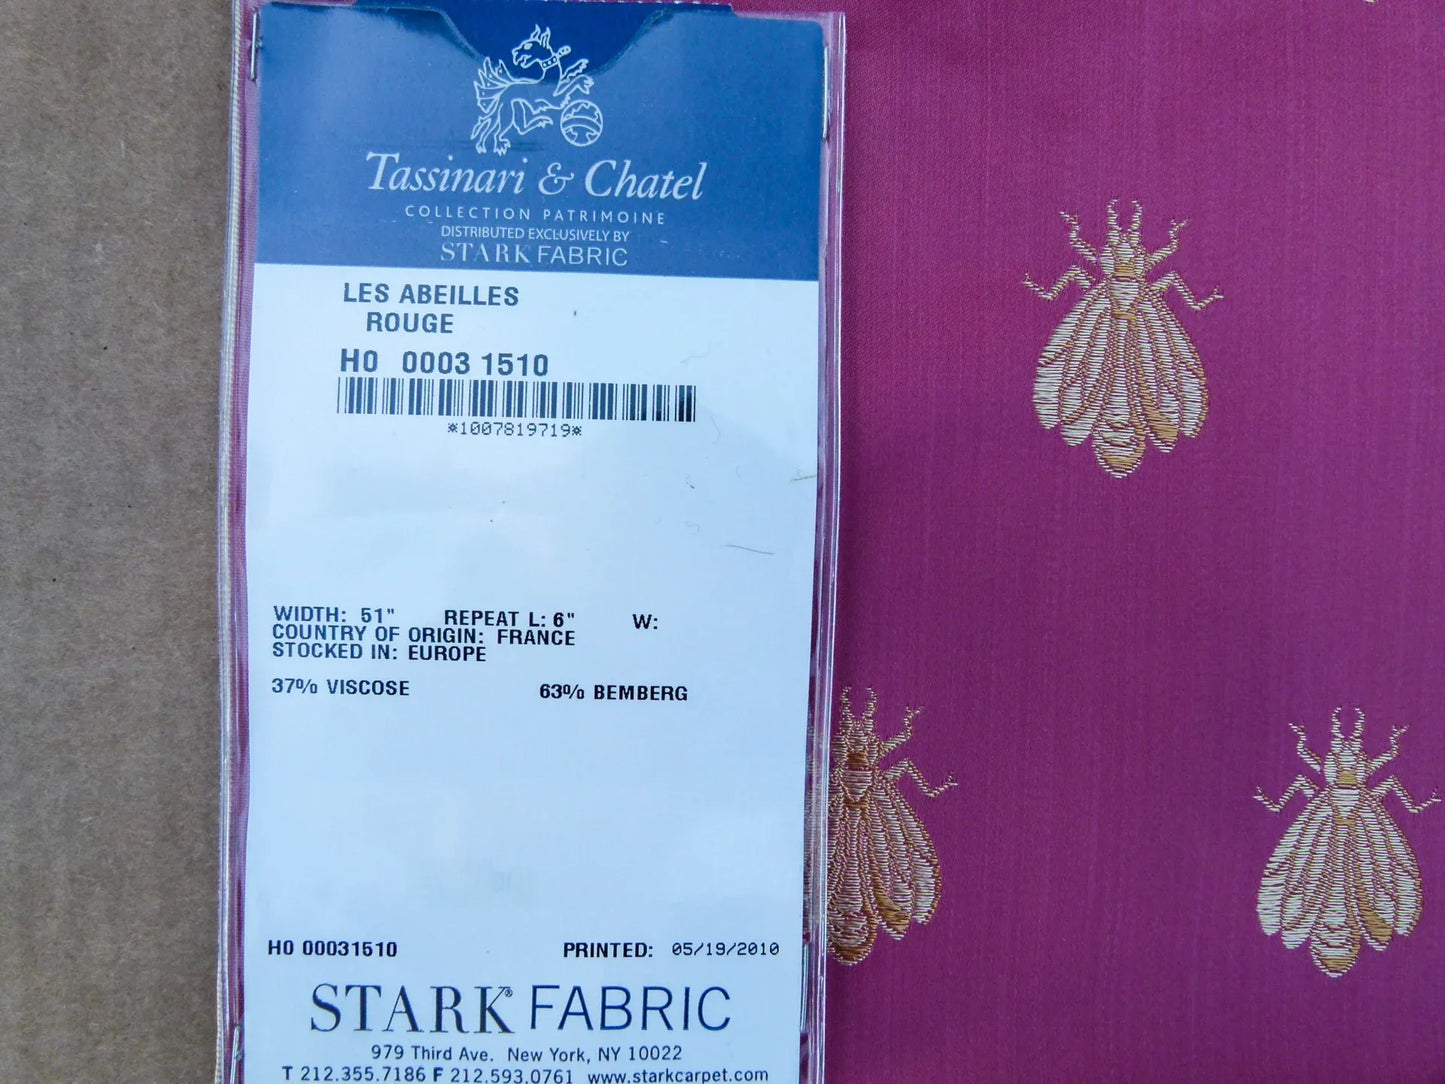 Tassinari & Chatel
COLLECTION PATRIMOINE
DISTRIBUTED EXCLUSIVELY BY
STARK FABRIC
LES ABEILLES
ROUGE
H0 0003 1510
*1007819719*
WIDTH: 51" REPEAT L: 6" W:
COUNTRY OF ORIGIN: FRANCE
STOCKED IN: EUROPE
37% VISCOSE 63% BEMBERG
H0 00031510 PRINTED: 05/19/2010
STARK® FABRIC
979 Third Ave. New York, NY 10022
T 212.355.7186 F 212.593.0761 www.starkcarpet.com